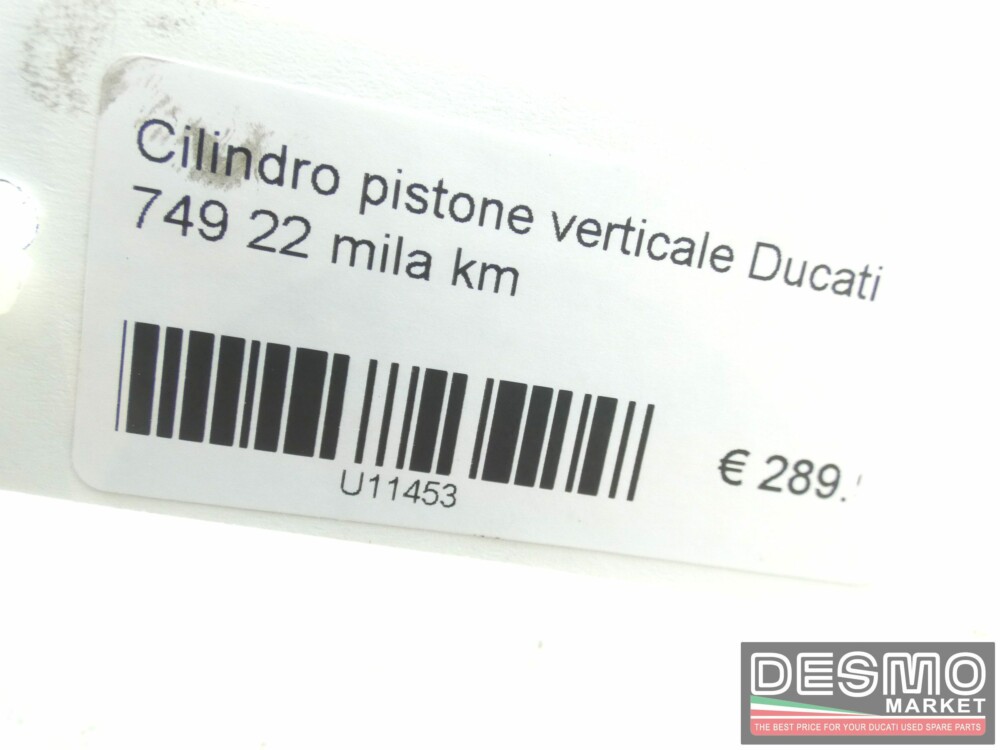 Cilindro pistone verticale Ducati
749 22 mila km
U11453
€ 289.
DESMO
MARKET
THE BEST PRICE FOR YOUR DUCATI USED SPARE PARTS